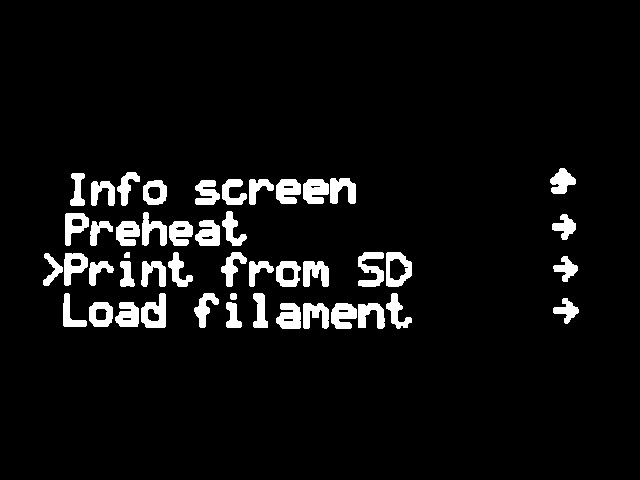 Info screen ↑
Preheat →
>Print from SD →
Load filament →